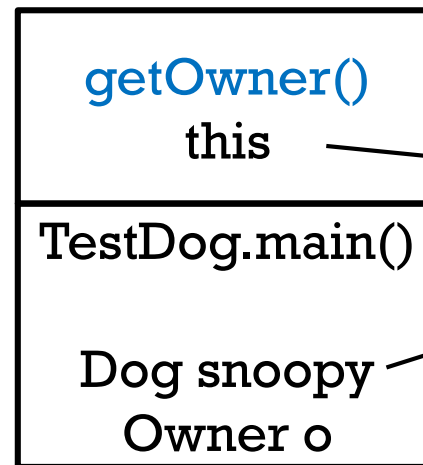 getOwner()
this
TestDog.main()
Dog snoopy
Owner o